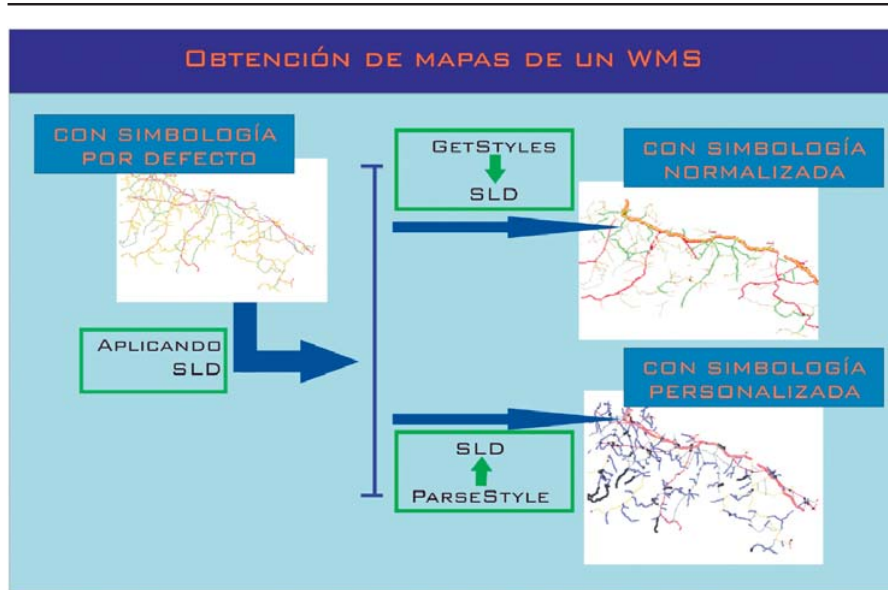 OBTENCIÓN DE MAPAS DE UN WMS
CON SIMBOLOGÍA
POR DEFECTO
GETSTYLES
SLD
CON SIMBOLOGÍA
NORMALIZADA
APLICANDO
SLD
CON SIMBOLOGÍA
PERSONALIZADA
SLD
PARSESTYLE